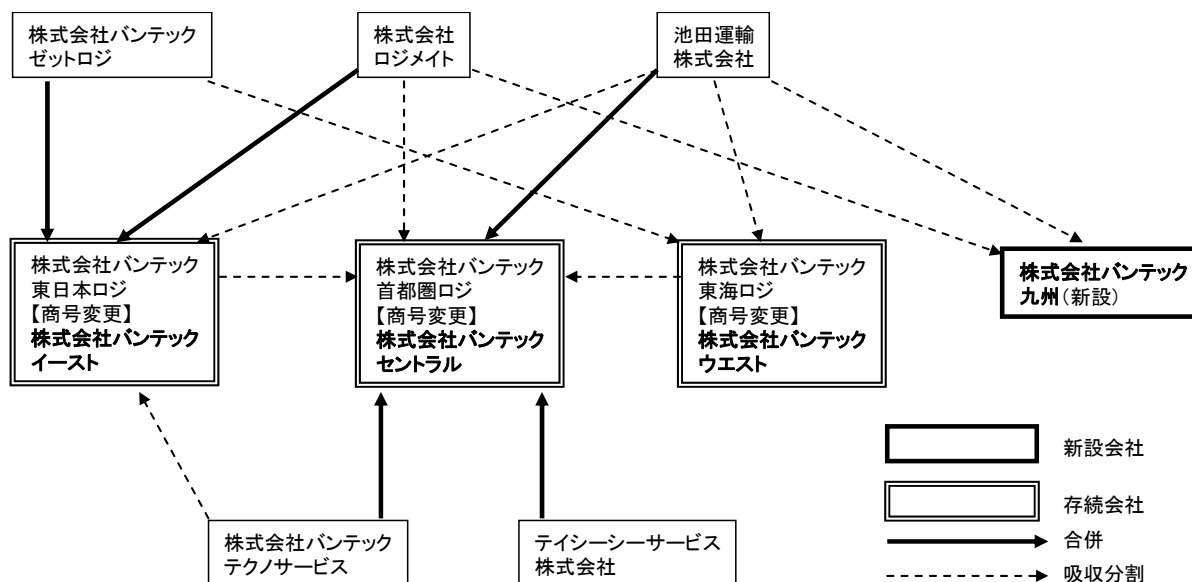 株式会社バンテック
ゼットロジ
株式会社
ロジメイト
池田運輸
株式会社
株式会社バンテック
東日本ロジ
【商号変更】
株式会社バンテック
イースト
株式会社バンテック
首都圏ロジ
【商号変更】
株式会社バンテック
セントラル
株式会社バンテック
東海ロジ
【商号変更】
株式会社バンテック
ウエスト
株式会社バンテック
九州(新設)
株式会社バンテック
テクノサービス
テイシーシーサービス
株式会社
新設会社
存続会社
合併
吸収分割